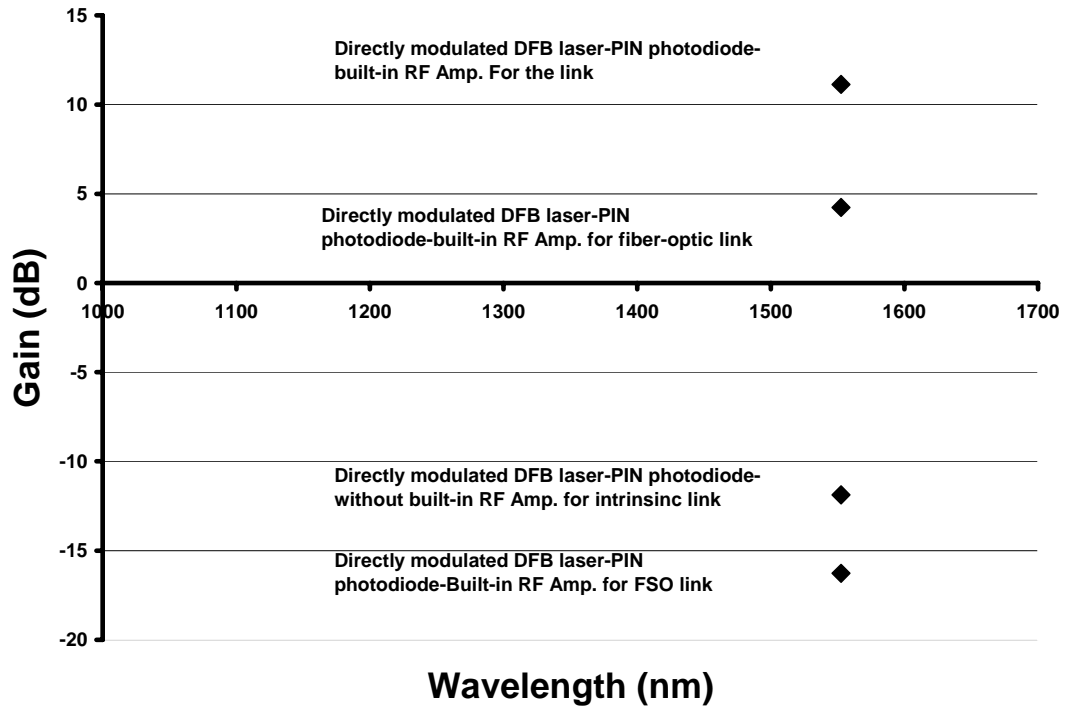 15
Directly modulated DFB laser-PIN photodiode-
built-in RF Amp. For the link
10
5
Directly modulated DFB laser-PIN
photodiode-built-in RF Amp. for fiber-optic link
0
1000 1100 1200 1300 1400 1500 1600 1700
Gain (dB)
-5
-10
Directly modulated DFB laser-PIN photodiode-
without built-in RF Amp. for intrinsinc link
-15
Directly modulated DFB laser-PIN
photodiode-Built-in RF Amp. for FSO link
-20
Wavelength (nm)